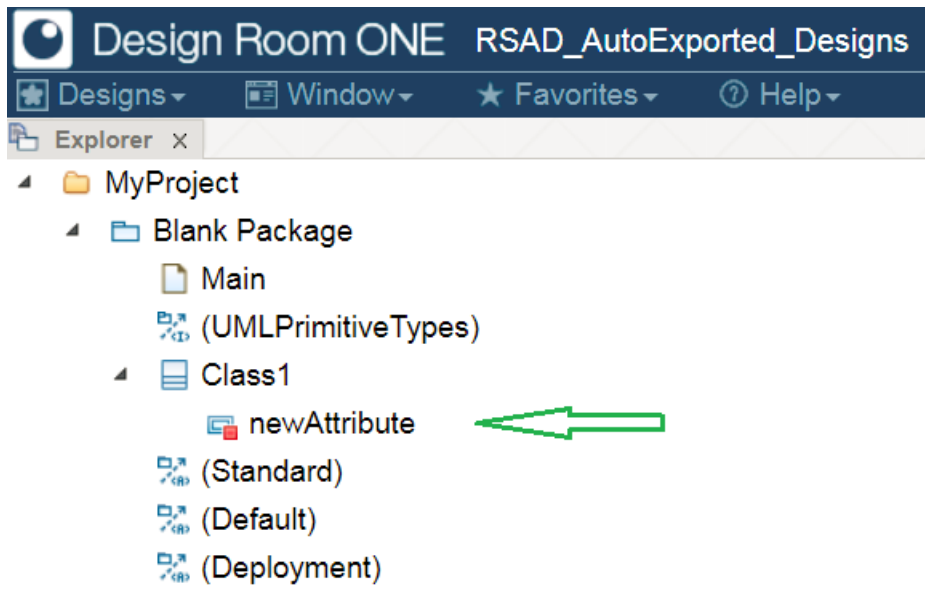 Design Room ONE RSAD_AutoExported_Designs
Designs Window Favorites Help
Explorer X
MyProject
Blank Package
Main
(UMLPrimitiveTypes)
Class1
newAttribute
(Standard)
(Default)
(Deployment)